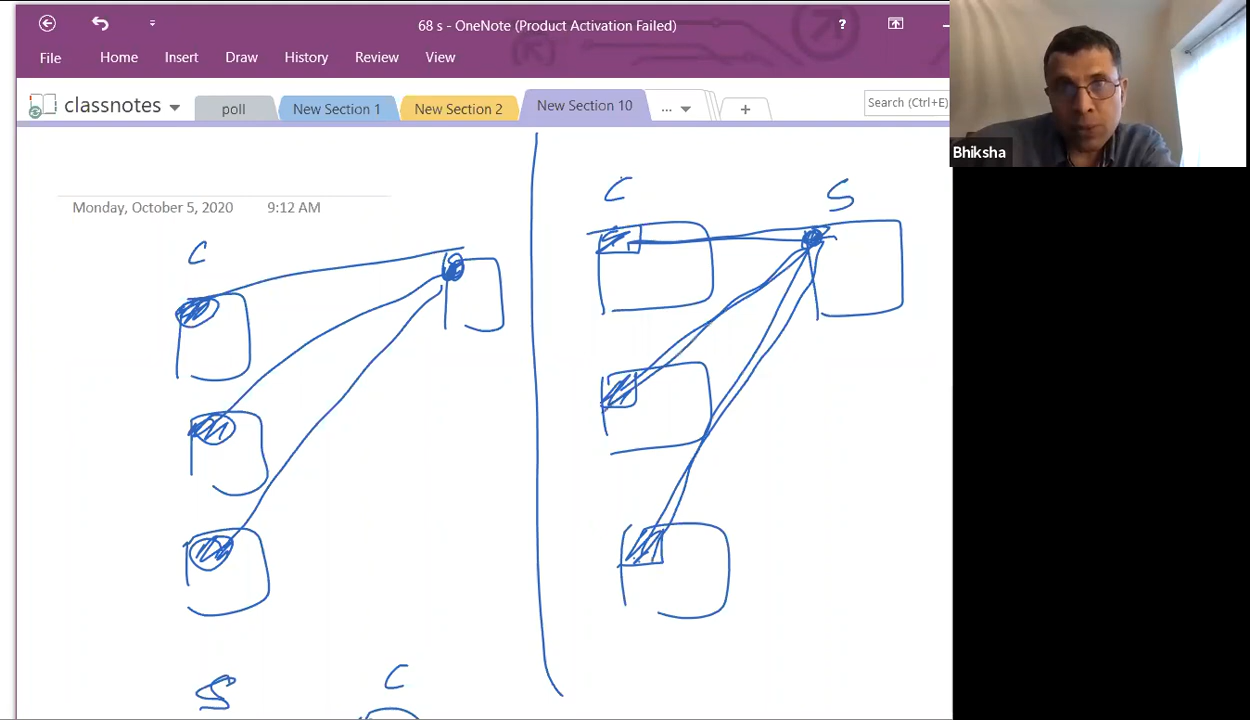 68 s - OneNote (Product Activation Failed)
?
File Home Insert Draw History Review View
classnotes poll New Section 1 New Section 2 New Section 10 ... + Search (Ctrl+E)
Bhiksha
Monday, October 5, 2020 9:12 AM
C
C S
S C